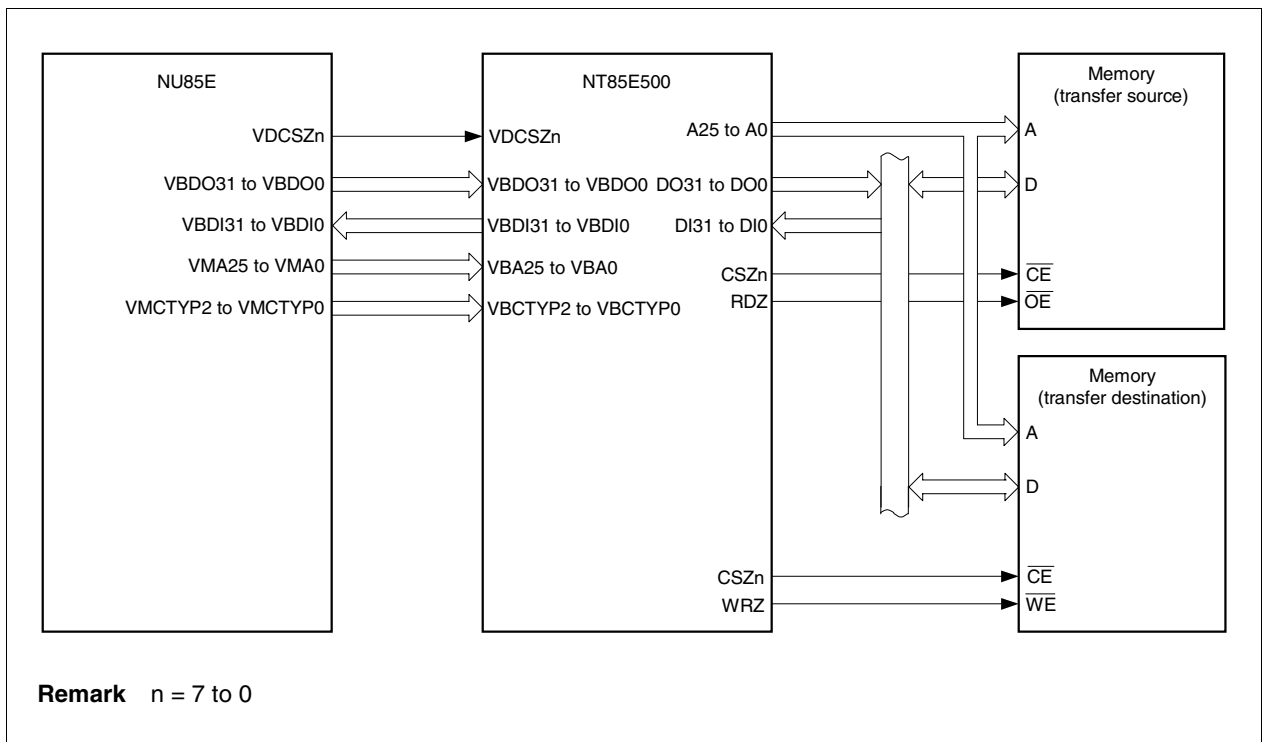 NU85E
VDCSZn
VBDO31 to VBDO0
VBDI31 to VBDI0
VMA25 to VMA0
VMCTYP2 to VMCTYP0
NT85E500
VDCSZn
VBDO31 to VBDO0
VBDI31 to VBDI0
VBA25 to VBA0
VBCTYP2 to VBCTYP0
A25 to A0
DO31 to DO0
DI31 to DI0
CSZn
RDZ
CSZn
WRZ
Memory
(transfer source)
A
D
CE
OE
Memory
(transfer destination)
A
D
CE
WE
Remark n = 7 to 0